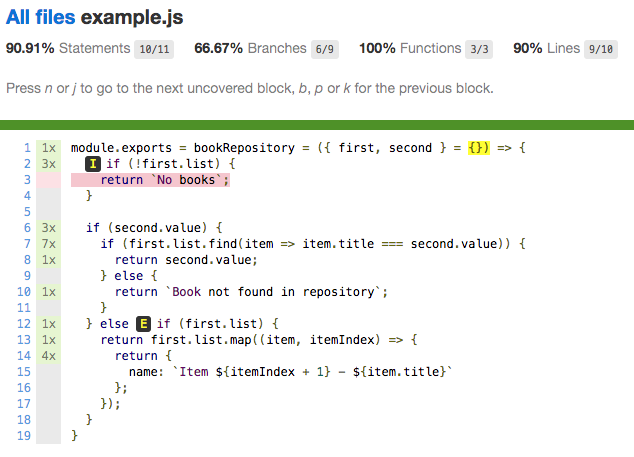 All files example.js
90.91% Statements 10/11 66.67% Branches 6/9 100% Functions 3/3 90% Lines 9/10
Press n or j to go to the next uncovered block, b, p or k for the previous block.
1 1x module.exports = bookRepository = ({ first, second } = {}) => {
2 3x I if (!first.list) {
3 return `No books`;
4 }
5
6 3x if (second.value) {
7 7x if (first.list.find(item => item.title === second.value)) {
8 1x return second.value;
9 } else {
10 1x return `Book not found in repository`;
11 }
12 1x } else E if (first.list) {
13 1x return first.list.map((item, itemIndex) => {
14 4x return {
15 name: `Item ${itemIndex + 1} - ${item.title}`
16 };
17 });
18 }
19 }